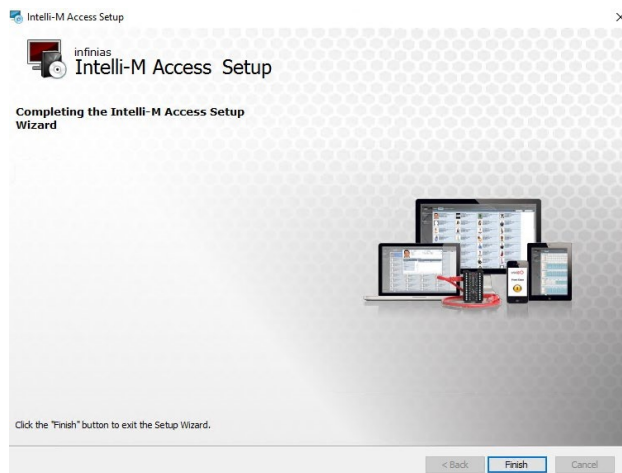 Intelli-M Access Setup
infinias
Intelli-M Access Setup
Completing the Intelli-M Access Setup
Wizard
Click the "Finish" button to exit the Setup Wizard.
< Back
Finish
Cancel